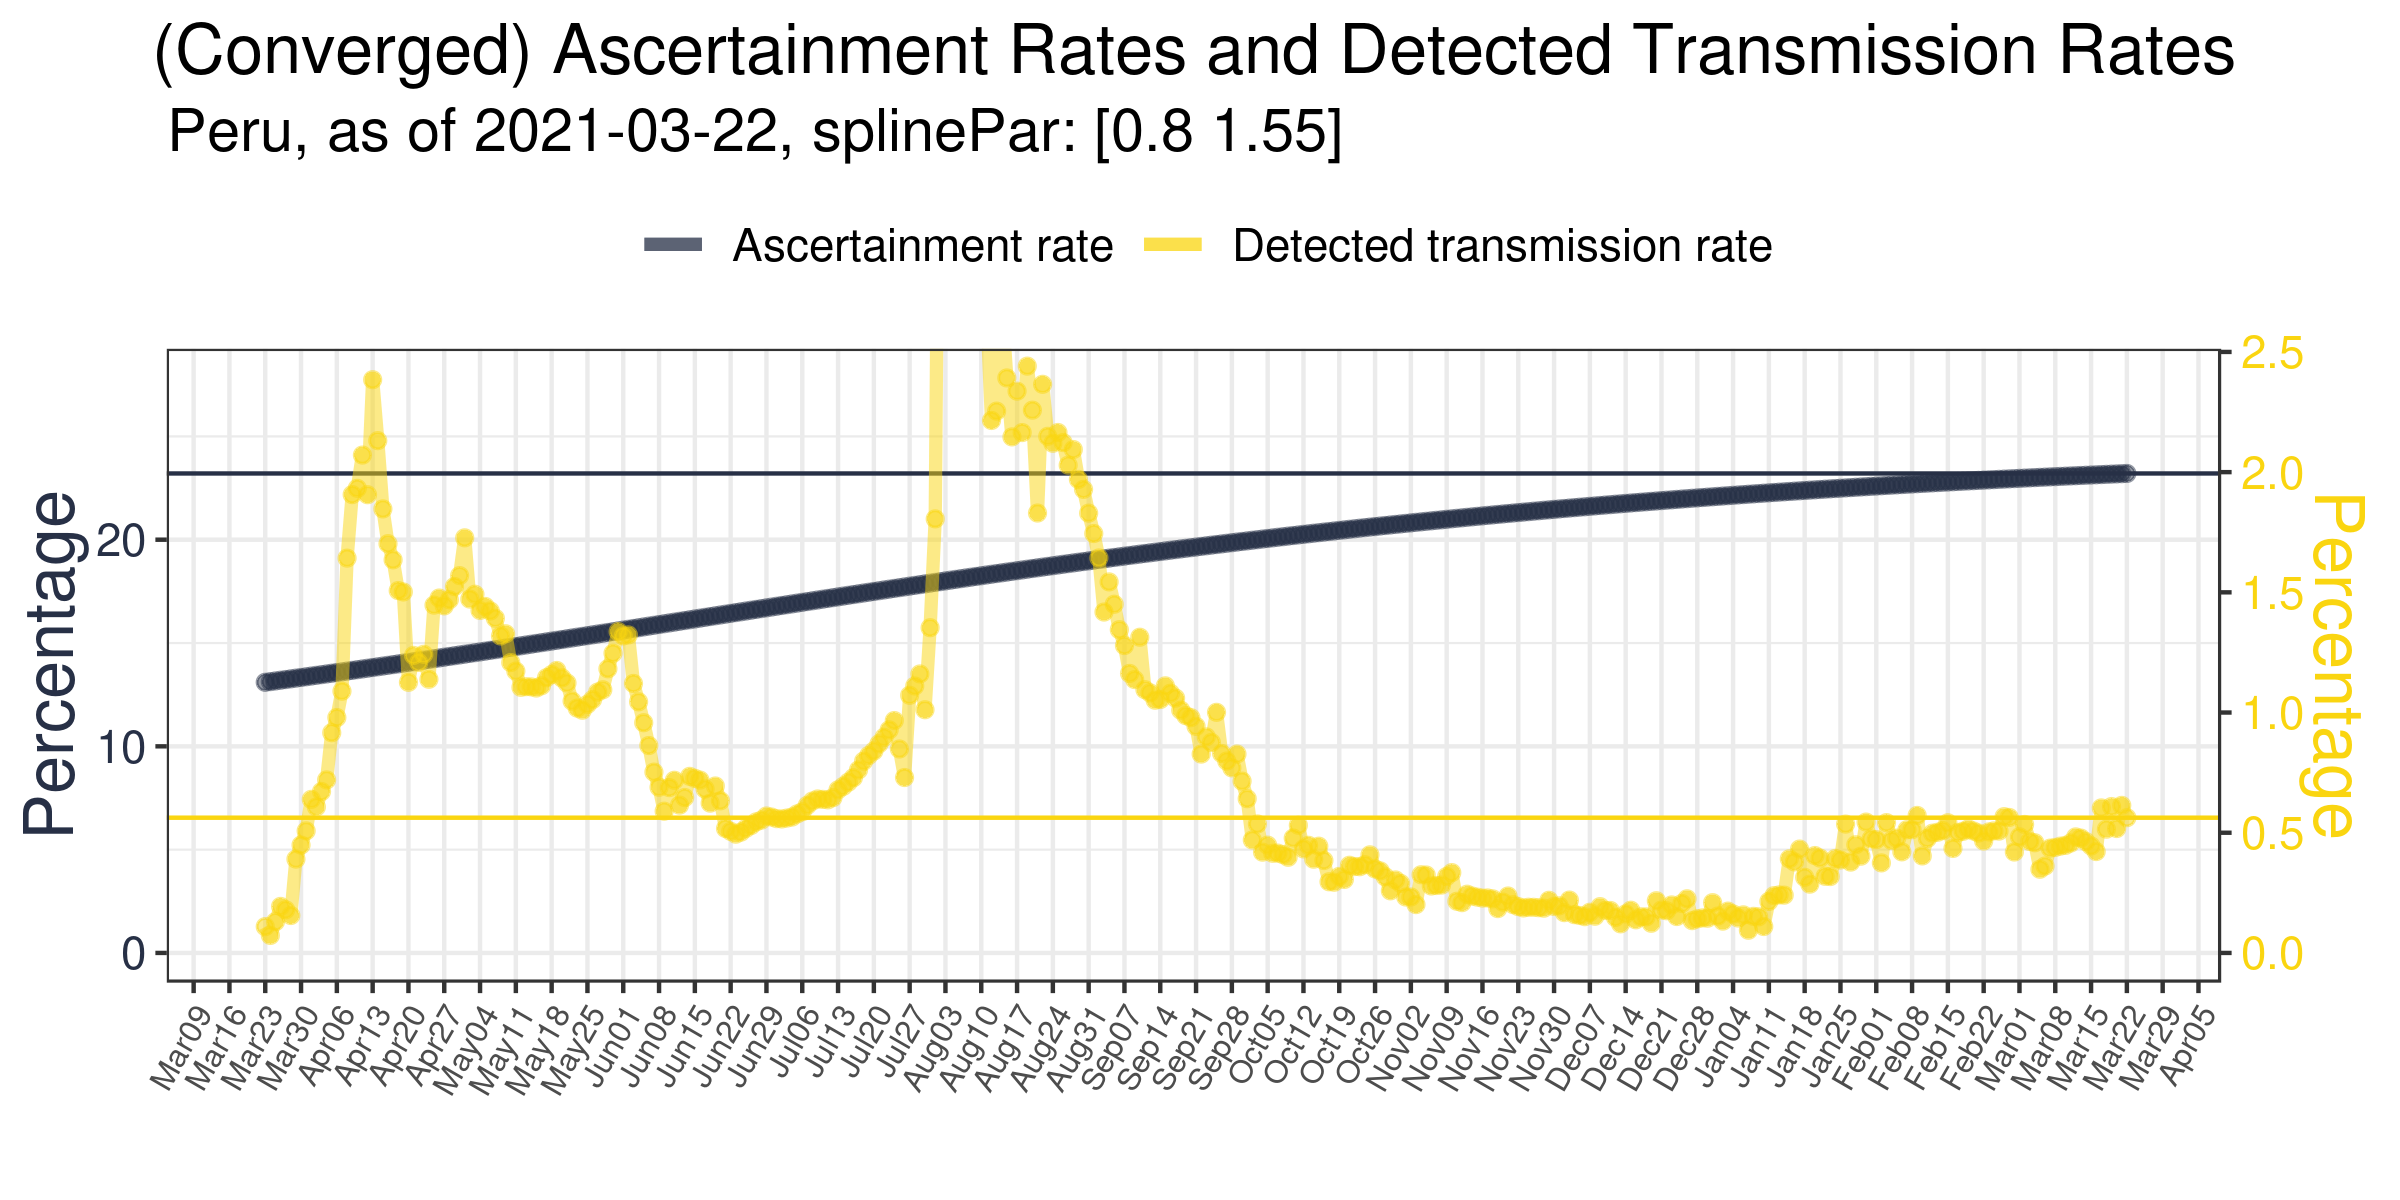 (Converged) Ascertainment Rates and Detected Transmission Rates
Peru, as of 2021-03-22, splinePar: [0.8 1.55]
Ascertainment rate
Detected transmission rate
Percentage
20
10
0
2.5
2.0
1.5
1.0
0.5
0.0
Percentage
Mar09
Mar16
Mar23
Mar30
Apr06
Apr13
Apr20
Apr27
May04
May11
May18
May25
Jun01
Jun08
Jun15
Jun22
Jun29
Jul06
Jul13
Jul20
Jul27
Aug03
Aug10
Aug17
Aug24
Aug31
Sep07
Sep14
Sep21
Sep28
Oct05
Oct12
Oct19
Oct26
Nov02
Nov09
Nov16
Nov23
Nov30
Dec07
Dec14
Dec21
Dec28
Jan04
Jan11
Jan18
Jan25
Feb01
Feb08
Feb15
Feb22
Mar01
Mar08
Mar15
Mar22
Mar29
Apr05